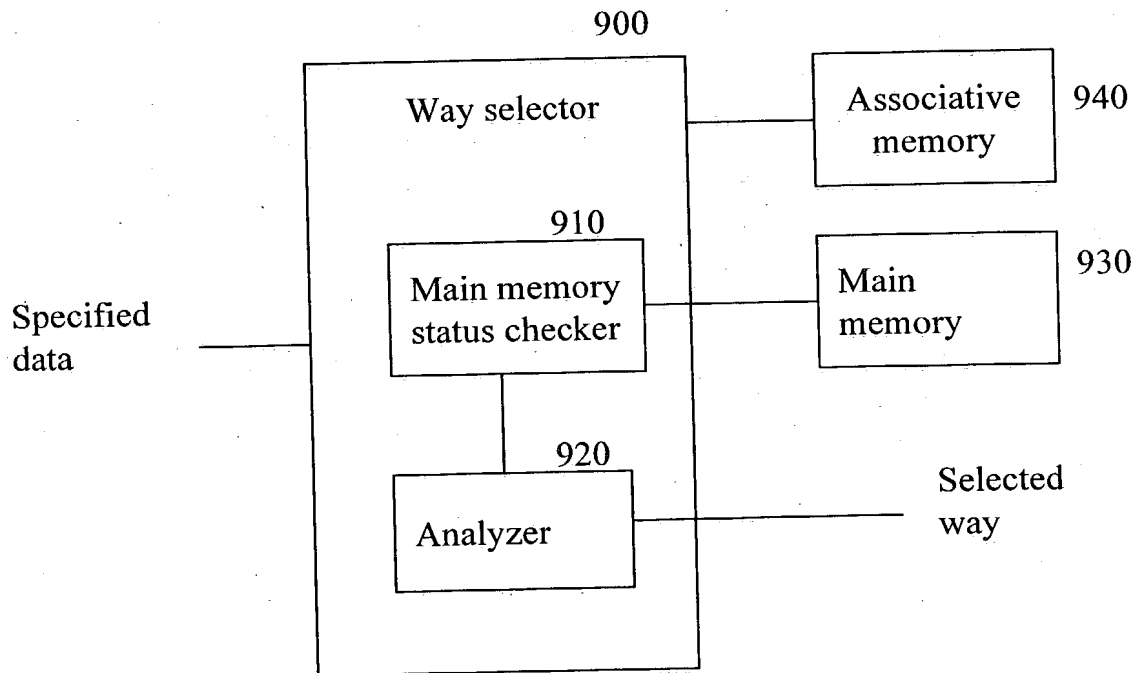 900
Way selector
Associative
memory
940
910
Main memory
status checker
Main
memory
930
Specified
data
920
Analyzer
Selected
way